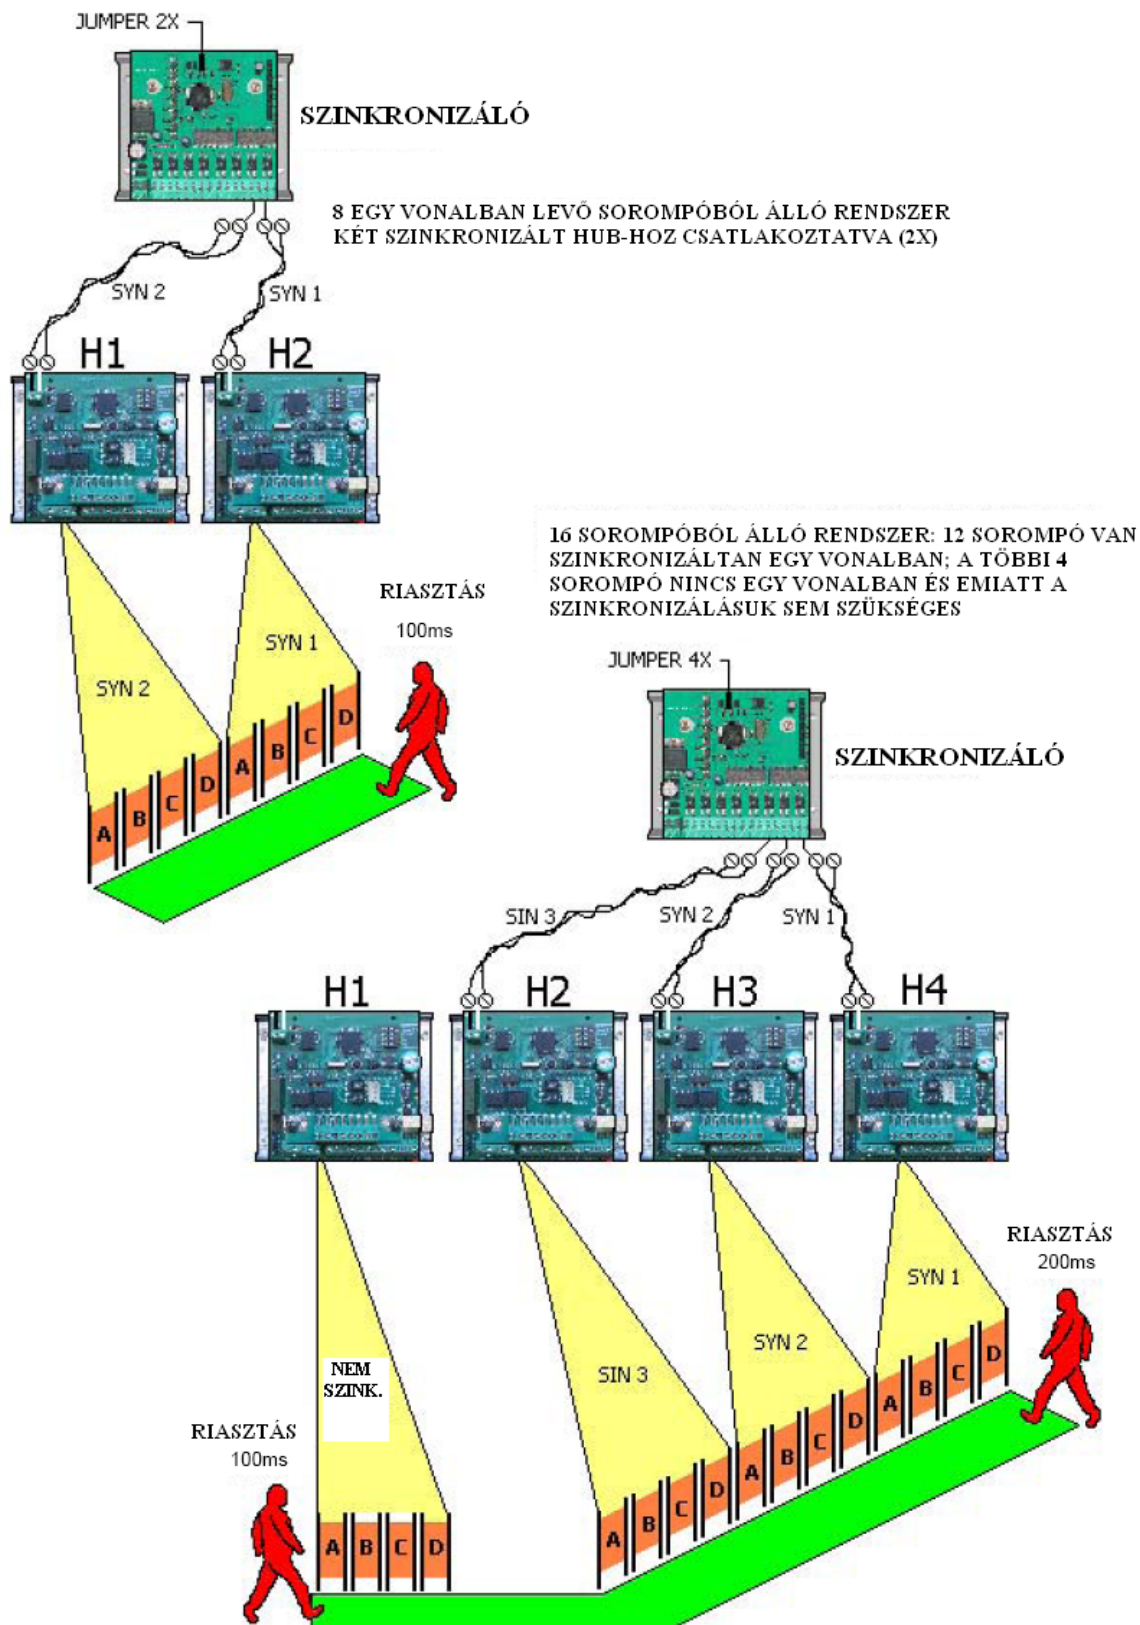 JUMPER 2X
SZINKRONIZÁLÓ
8 EGY VONALBAN LEVŐ SOROMPÓBÓL ÁLLÓ RENDSZER
KÉT SZINKRONIZÁLT HUB-HOZ CSATLAKOZTATVA (2X)
SYN 2
SYN 1
H1
H2
16 SOROMPÓBÓL ÁLLÓ RENDSZER: 12 SOROMPÓ VAN
SZINKRONIZÁLTAN EGY VONALBAN; A TÖBBI 4
SOROMPÓ NINCS EGY VONALBAN ÉS EMIATT A
SZINKRONIZÁLÁSUK SEM SZÜKSÉGES
RIASZTÁS
100ms
SYN 1
SYN 2
A B C D A B C D
JUMPER 4X
SZINKRONIZÁLÓ
SIN 3
SYN 2
SYN 1
H1
H2
H3
H4
RIASZTÁS
200ms
SYN 1
SYN 2
SIN 3
NEM
SZINK.
RIASZTÁS
100ms
A B C D
A B C D A B C D A B C D